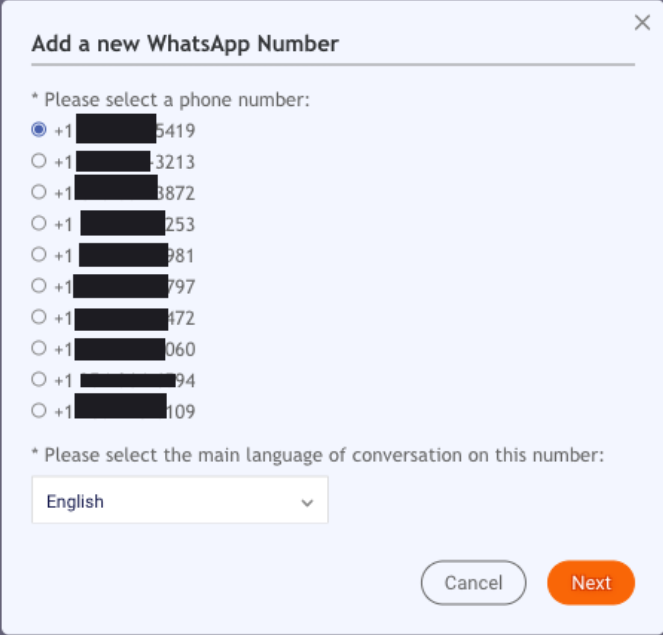 Add a new WhatsApp Number
* Please select a phone number:
+1 5419
+1 -3213
+1 3872
+1 253
+1 981
+1 797
+1 472
+1 060
+1 94
+1 109
* Please select the main language of conversation on this number:
English
Cancel
Next